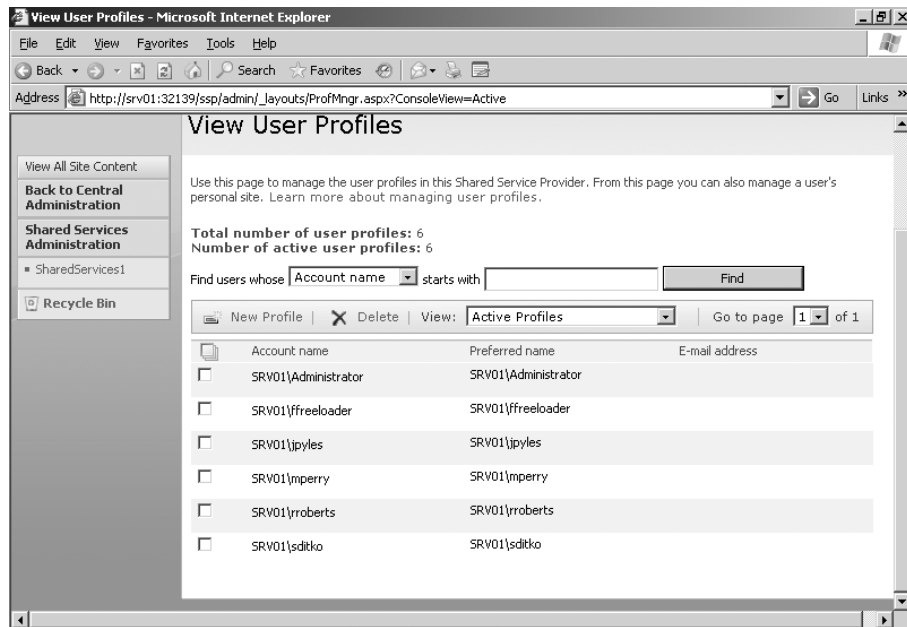 View User Profiles - Microsoft Internet Explorer
File Edit View Favorites Tools Help
Back Search Favorites
Address http://srv01:32139/ssp/admin/_layouts/ProfMngr.aspx?ConsoleView=Active Go Links »
View User Profiles
View All Site Content
Back to Central
Administration
Shared Services
Administration
SharedServices1
Recycle Bin
Use this page to manage the user profiles in this Shared Service Provider. From this page you can also manage a user's
personal site. Learn more about managing user profiles.
Total number of user profiles: 6
Number of active user profiles: 6
Find users whose Account name starts with Find
New Profile | Delete | View: Active Profiles | Go to page 1 of 1
Account name Preferred name E-mail address
SRV01\Administrator SRV01\Administrator
SRV01\ffreeloader SRV01\ffreeloader
SRV01\jpyles SRV01\jpyles
SRV01\mperry SRV01\mperry
SRV01\rroberts SRV01\rroberts
SRV01\sditko SRV01\sditko